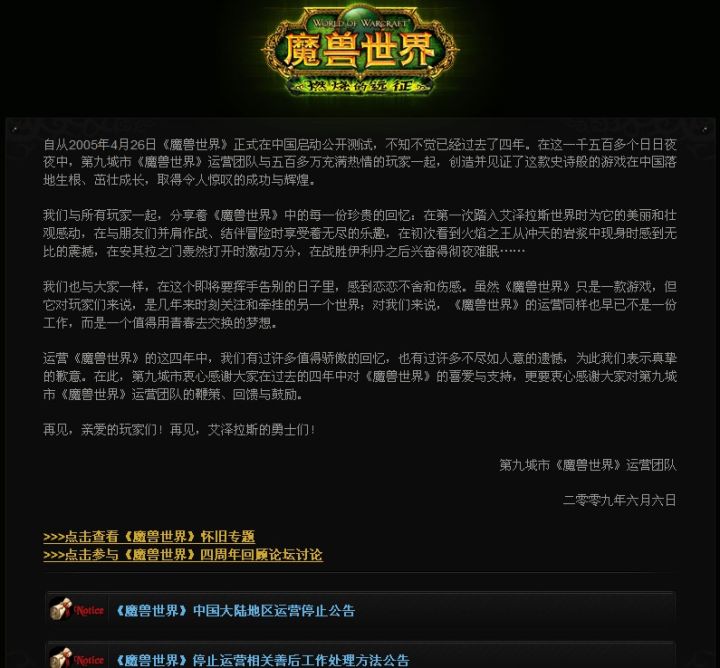 WORLD OF WARCRAFT
魔兽世界
燃烧的远征
自从2005年4月26日《魔兽世界》正式在中国启动公开测试，不知不觉已经过去了四年。在这一千五百多个日日夜
夜中，第九城市《魔兽世界》运营团队与五百多万充满热情的玩家一起，创造并见证了这款史诗般的游戏在中国落
地生根、茁壮成长，取得令人惊叹的成功与辉煌。
我们与所有玩家一起，分享着《魔兽世界》中的每一份珍贵的回忆：在第一次踏入艾泽拉斯世界时为它的美丽和壮
观感动，在与朋友们并肩作战、结伴冒险时享受着无尽的乐趣，在初次看到火焰之王从冲天的岩浆中现身时感到无
比的震撼，在安其拉之门轰然打开时激动万分，在战胜伊利丹之后兴奋得彻夜难眠……
我们也与大家一样，在这个即将要挥手告别的日子里，感到恋恋不舍和伤感。虽然《魔兽世界》只是一款游戏，但
它对玩家们来说，是几年来时刻关注和牵挂的另一个世界；对我们来说，《魔兽世界》的运营同样也早已不是一份
工作，而是一个值得用青春去交换的梦想。
运营《魔兽世界》的这四年中，我们有过许多值得骄傲的回忆，也有过许多不尽如人意的遗憾，为此我们表示真挚
的歉意。在此，第九城市衷心感谢大家在过去的四年中对《魔兽世界》的喜爱与支持，更要衷心感谢大家对第九城
市《魔兽世界》运营团队的鞭策、回馈与鼓励。
再见，亲爱的玩家们！再见，艾泽拉斯的勇士们！
第九城市《魔兽世界》运营团队
二零零九年六月六日
>>>点击查看《魔兽世界》怀旧专题
>>>点击参与《魔兽世界》四周年回顾论坛讨论
Notice 《魔兽世界》中国大陆地区运营停止公告
Notice 《魔兽世界》停止运营相关善后工作处理方法公告